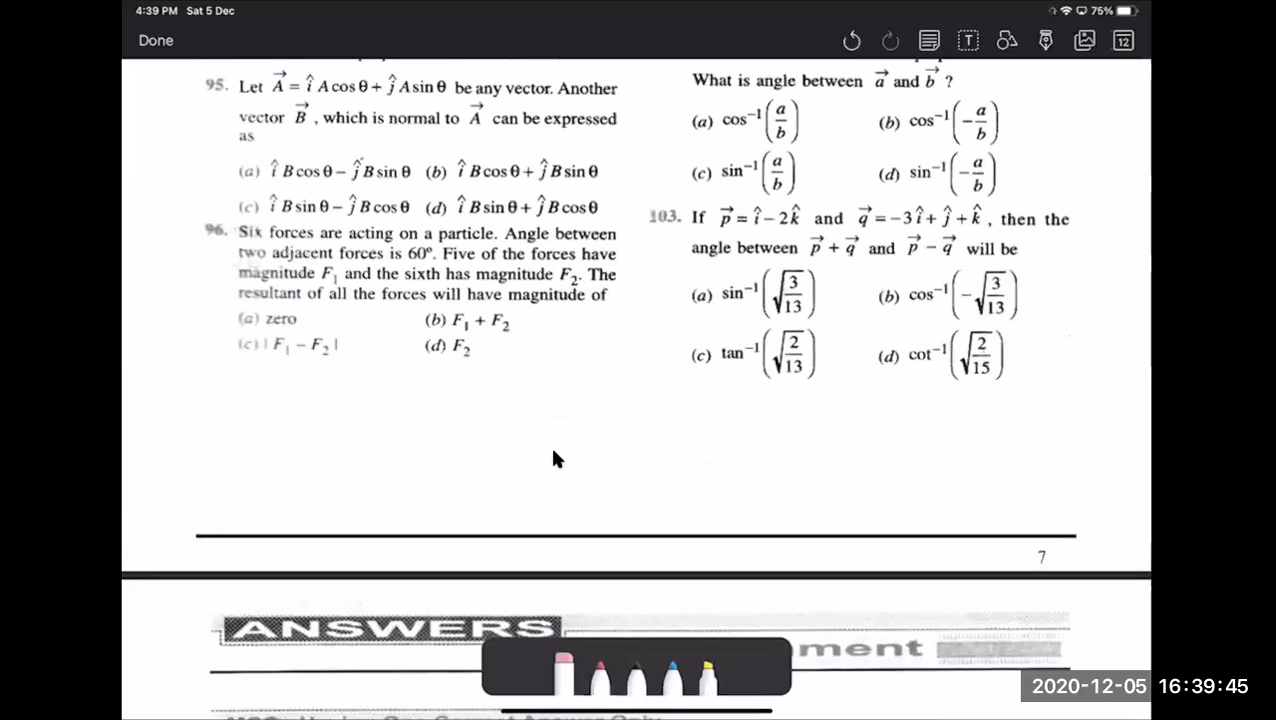 4:39 PM Sat 5 Dec
75%
Done
T
12
95. Let A⃗ = î A cos θ + ĵ A sin θ be any vector. Another
vector B⃗ , which is normal to A⃗ can be expressed
as
(a) î B cos θ − ĵ B sin θ (b) î B cos θ + ĵ B sin θ
(c) î B sin θ − ĵ B cos θ (d) î B sin θ + ĵ B cos θ
96. Six forces are acting on a particle. Angle between
two adjacent forces is 60°. Five of the forces have
magnitude F₁ and the sixth has magnitude F₂. The
resultant of all the forces will have magnitude of
(a) zero (b) F₁ + F₂
(c) | F₁ − F₂ | (d) F₂
What is angle between a⃗ and b⃗ ?
(a) cos⁻¹(a/b) (b) cos⁻¹(−a/b)
(c) sin⁻¹(a/b) (d) sin⁻¹(−a/b)
103. If p⃗ = î − 2k̂ and q⃗ = −3î + ĵ + k̂ , then the
angle between p⃗ + q⃗ and p⃗ − q⃗ will be
(a) sin⁻¹(√(3/13)) (b) cos⁻¹(−√(3/13))
(c) tan⁻¹(√(2/13)) (d) cot⁻¹(√(2/15))
7
ANSWERS
ment
2020-12-05 16:39:45